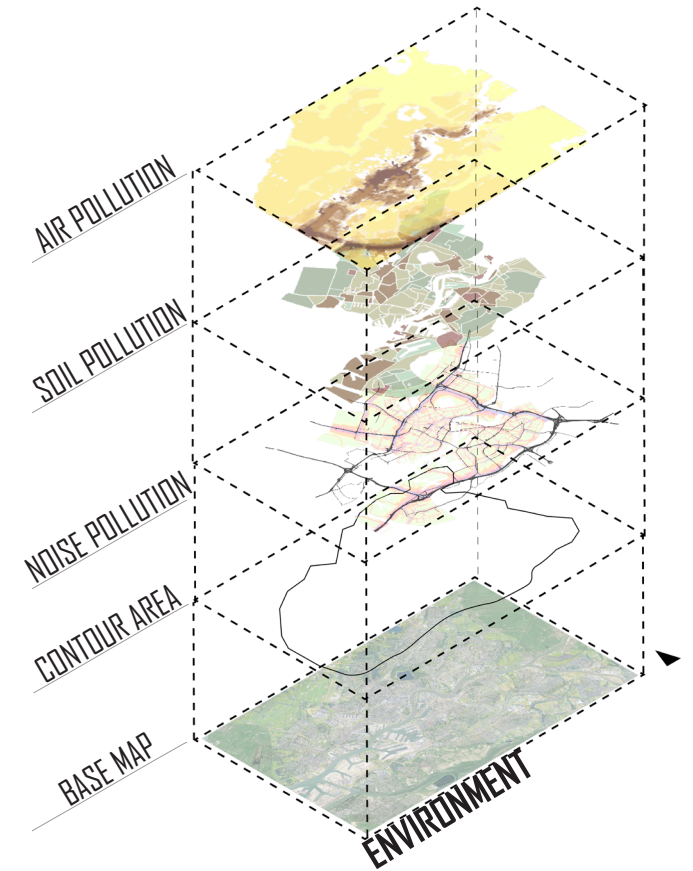 AIR POLLUTION
SOIL POLLUTION
NOISE POLLUTION
CONTOUR AREA
BASE MAP
ENVIRONMENT